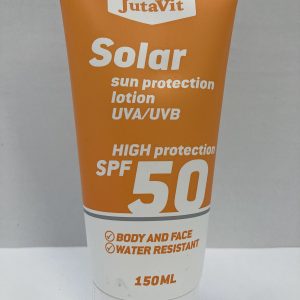 JutaVit
Solar
sun protection
lotion
UVA/UVB
HIGH protection
SPF 50
BODY AND FACE
WATER RESISTANT
150ML